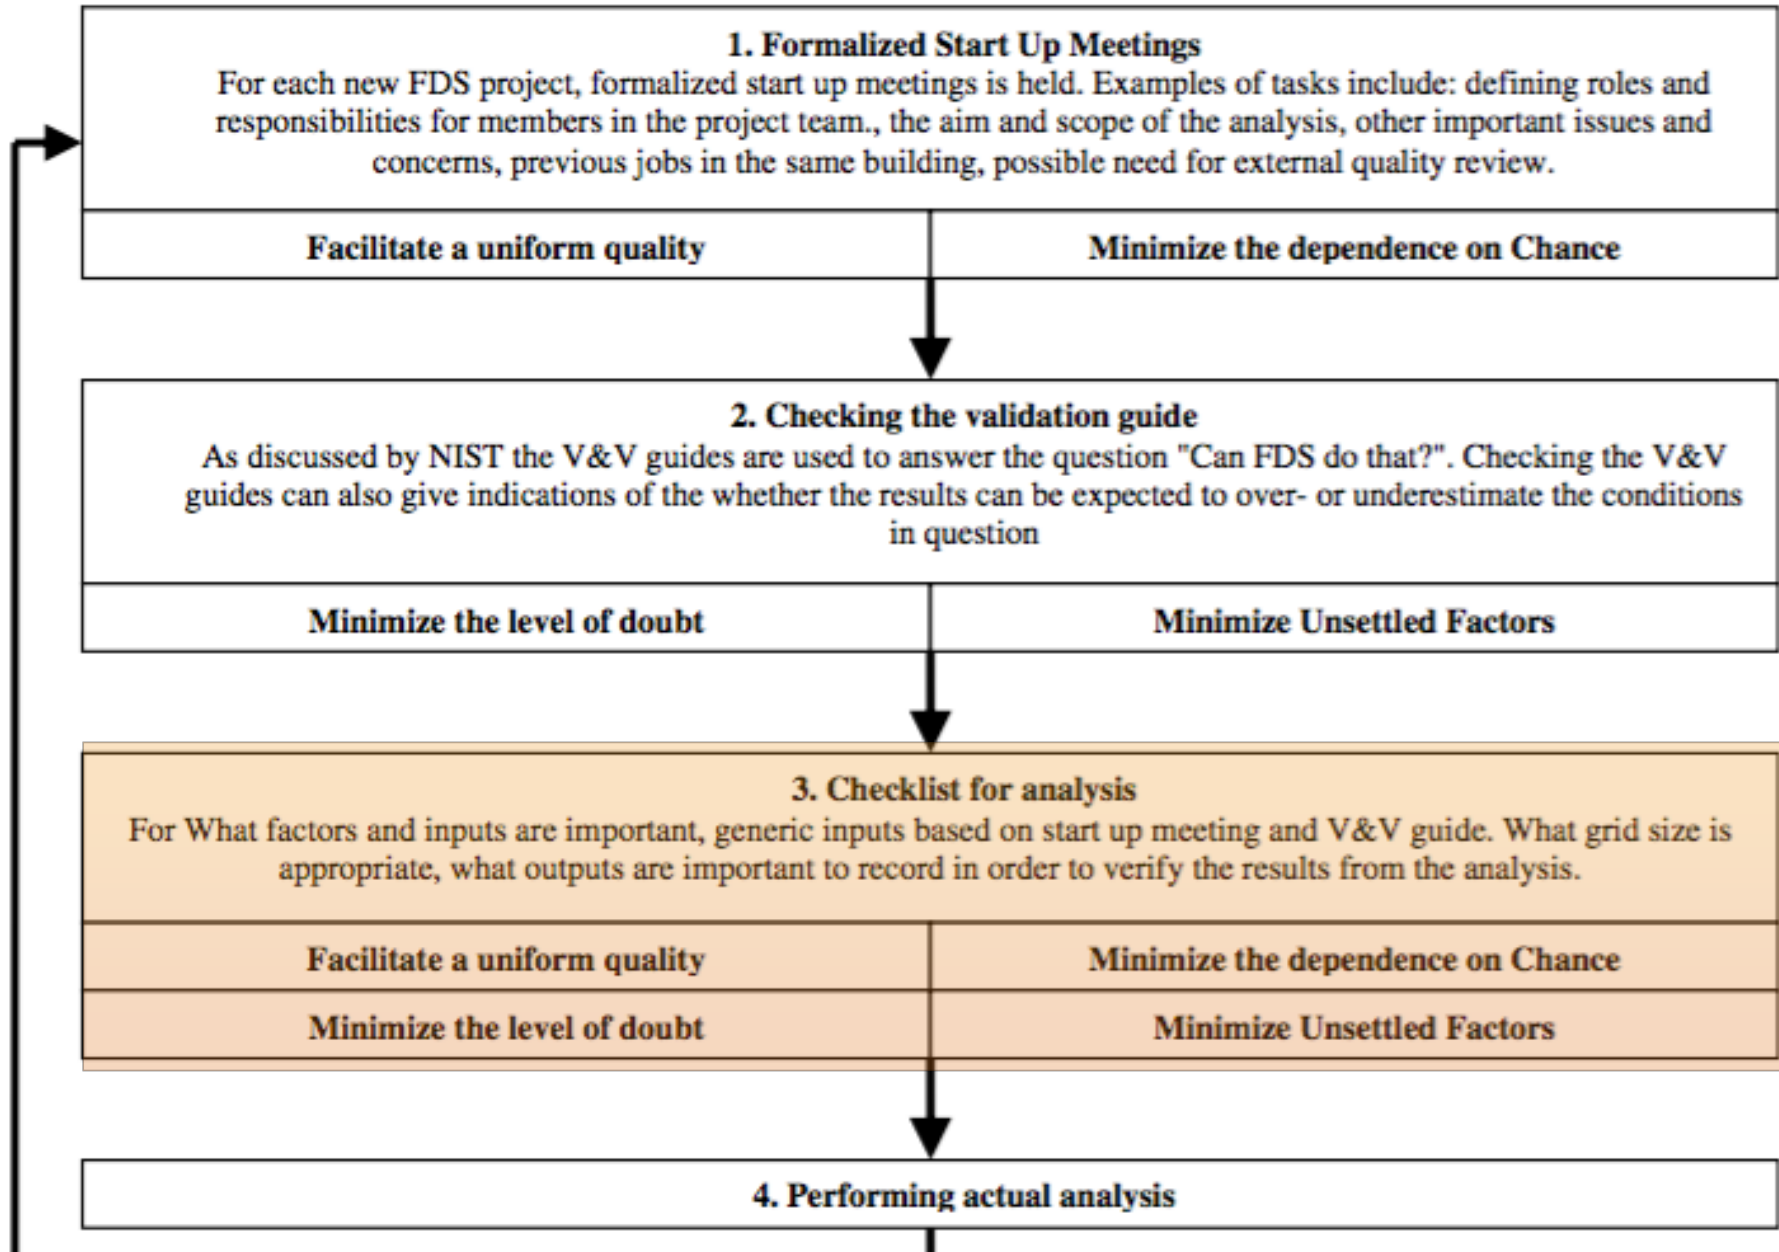 1. Formalized Start Up Meetings
For each new FDS project, formalized start up meetings is held. Examples of tasks include: defining roles and
responsibilities for members in the project team., the aim and scope of the analysis, other important issues and
concerns, previous jobs in the same building, possible need for external quality review.
Facilitate a uniform quality
Minimize the dependence on Chance
2. Checking the validation guide
As discussed by NIST the V&V guides are used to answer the question "Can FDS do that?". Checking the V&V
guides can also give indications of the whether the results can be expected to over- or underestimate the conditions
in question
Minimize the level of doubt
Minimize Unsettled Factors
3. Checklist for analysis
For What factors and inputs are important, generic inputs based on start up meeting and V&V guide. What grid size is
appropriate, what outputs are important to record in order to verify the results from the analysis.
Facilitate a uniform quality
Minimize the dependence on Chance
Minimize the level of doubt
Minimize Unsettled Factors
4. Performing actual analysis